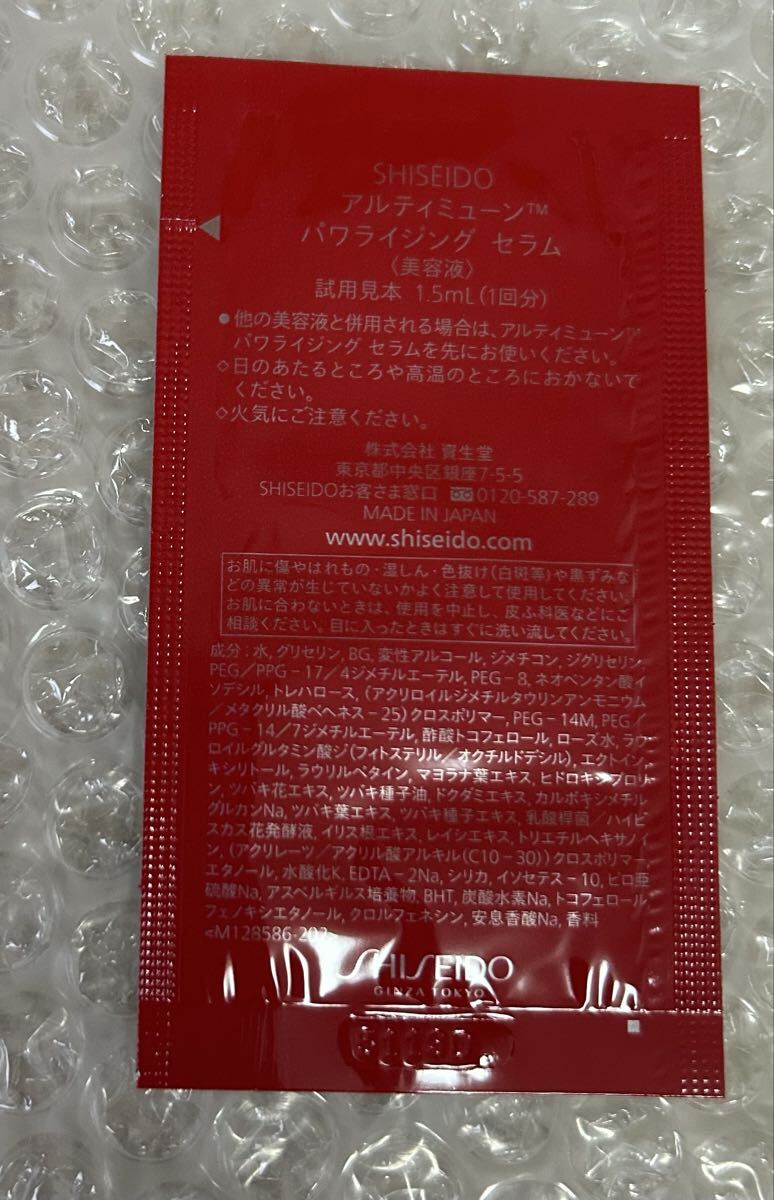 SHISEIDO
アルティミューン™
パワライジング セラム
〈美容液〉
試用見本 1.5mL(1回分)
●他の美容液と併用される場合は、アルティミューン™
パワライジング セラムを先にお使いください。
◇日のあたるところや高温のところにおかないで
ください。
◇火気にご注意ください。
株式会社 資生堂
東京都中央区銀座7-5-5
SHISEIDOお客さま窓口 0120-587-289
MADE IN JAPAN
www.shiseido.com
お肌に傷やはれもの・湿しん・色抜け(白斑等)や黒ずみな
どの異常が生じていないかよく注意して使用してください。
お肌に合わないときは、使用を中止し、皮ふ科医などにご
相談ください。目に入ったときはすぐに洗い流してください。
成分:水, グリセリン, BG, 変性アルコール, ジメチコン, ジグリセリン,
PEG/PPG-17/4ジメチルエーテル, PEG-8, ネオペンタン酸イ
ソデシル, トレハロース, (アクリロイルジメチルタウリンアンモニウム
/メタクリル酸ベヘネス-25)クロスポリマー, PEG-14M, PEG/
PPG-14/7ジメチルエーテル, 酢酸トコフェロール, ローズ水, ラウ
ロイルグルタミン酸ジ(フィトステリル/オクチルドデシル), エクトイン,
キシリトール, ラウリルベタイン, マヨラナ葉エキス, ヒドロキシプロリ
ン, ツバキ花エキス, ツバキ種子油, ドクダミエキス, カルボキシメチル
グルカンNa, ツバキ葉エキス, ツバキ種子エキス, 乳酸桿菌/ハイビ
スカス花発酵液, イリス根エキス, レイシエキス, トリエチルヘキサノイ
ン, (アクリレーツ/アクリル酸アルキル(C10-30))クロスポリマー,
エタノール, 水酸化K, EDTA-2Na, シリカ, イソセテス-10, ピロ亜
硫酸Na, アスペルギルス培養物, BHT, 炭酸水素Na, トコフェロール,
フェノキシエタノール, クロルフェネシン, 安息香酸Na, 香料
<M128586-202>
SHISEIDO
GINZA TOKYO